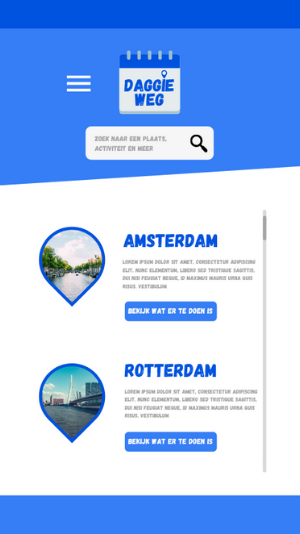 DAGGIE
WEG
ZOEK NAAR EEN PLAATS,
ACTIVITEIT EN MEER
AMSTERDAM
LOREM IPSUM DOLOR SIT AMET, CONSECTETUR ADIPISCING
ELIT. NUNC ELEMENTUM, LIBERO SED TRISTIQUE SAGITTIS,
DUI NISI FEUGIAT NEQUE, ID MAXIMUS MAURIS URNA QUIS
RISUS. VESTIBULUM
BEKIJK WAT ER TE DOEN IS
ROTTERDAM
LOREM IPSUM DOLOR SIT AMET, CONSECTETUR ADIPISCING
ELIT. NUNC ELEMENTUM, LIBERO SED TRISTIQUE SAGITTIS,
DUI NISI FEUGIAT NEQUE, ID MAXIMUS MAURIS URNA QUIS
RISUS. VESTIBULUM
BEKIJK WAT ER TE DOEN IS